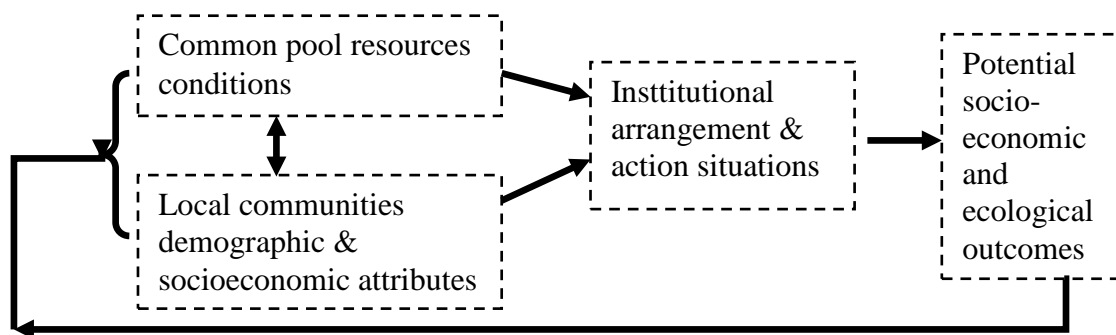 Common pool resources
conditions
Local communities
demographic &
socioeconomic attributes
Insttitutional
arrangement &
action situations
Potential
socio-
economic
and
ecological
outcomes